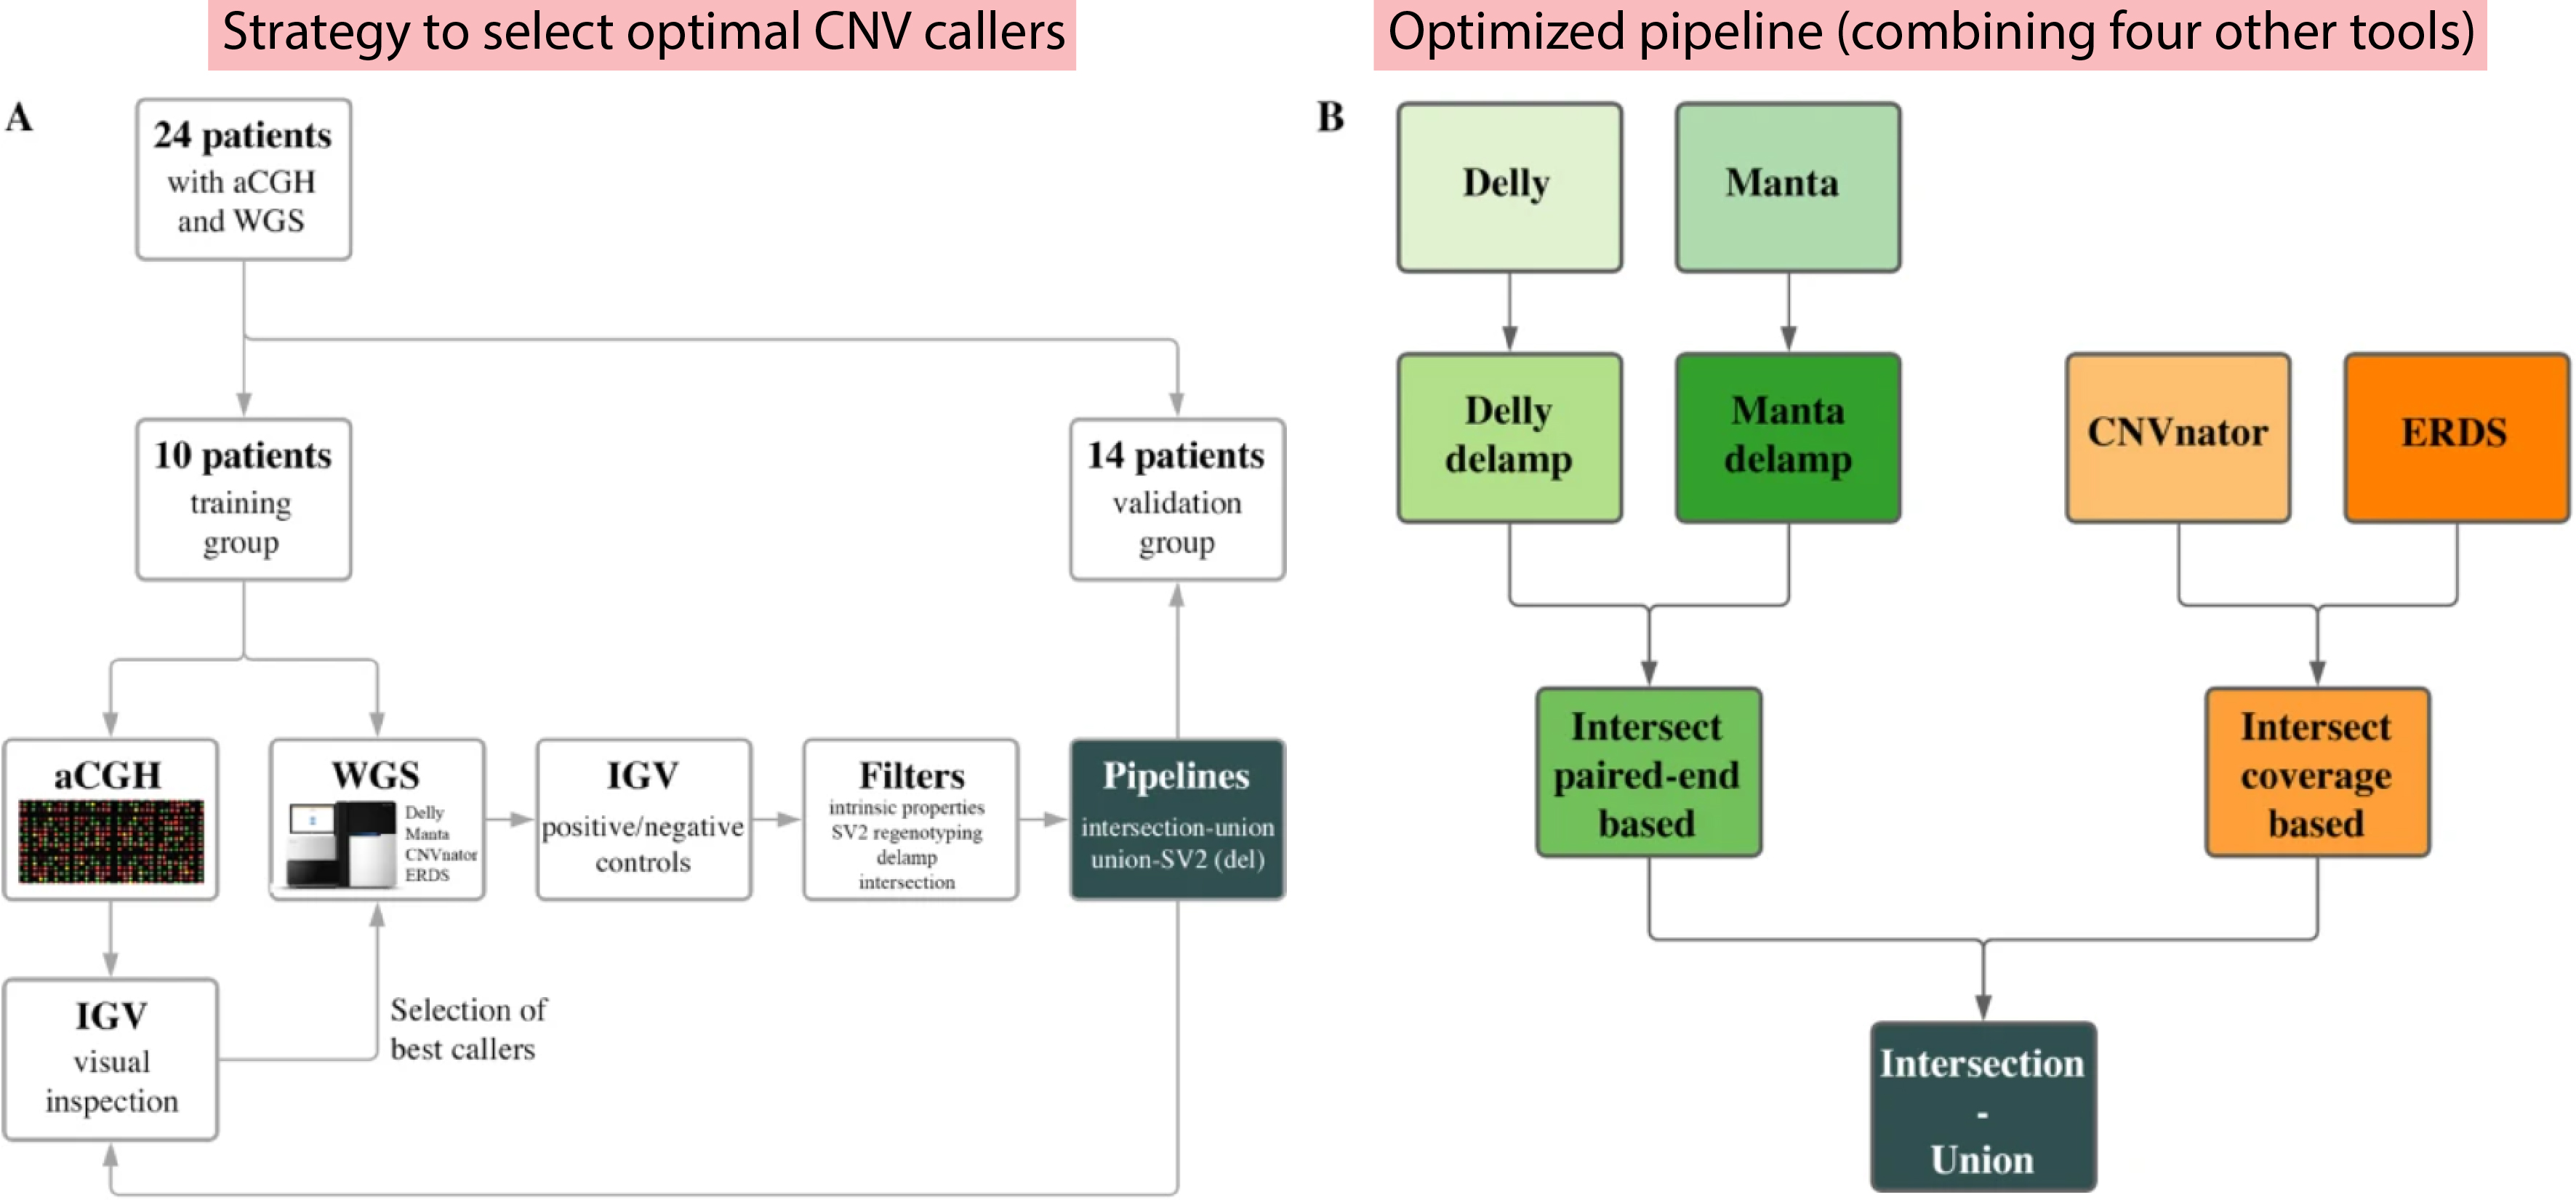 Strategy to select optimal CNV callers
Optimized pipeline (combining four other tools)
A
24 patients
with aCGH
and WGS
10 patients
training
group
14 patients
validation
group
aCGH
WGS
Delly
Manta
CNVnator
ERDS
IGV
positive/negative
controls
Filters
intrinsic properties
SV2 regenotyping
delamp
intersection
Pipelines
intersection-union
union-SV2 (del)
IGV
visual
inspection
Selection of
best callers
B
Delly
Manta
Delly
delamp
Manta
delamp
CNVnator
ERDS
Intersect
paired-end
based
Intersect
coverage
based
Intersection
-
Union